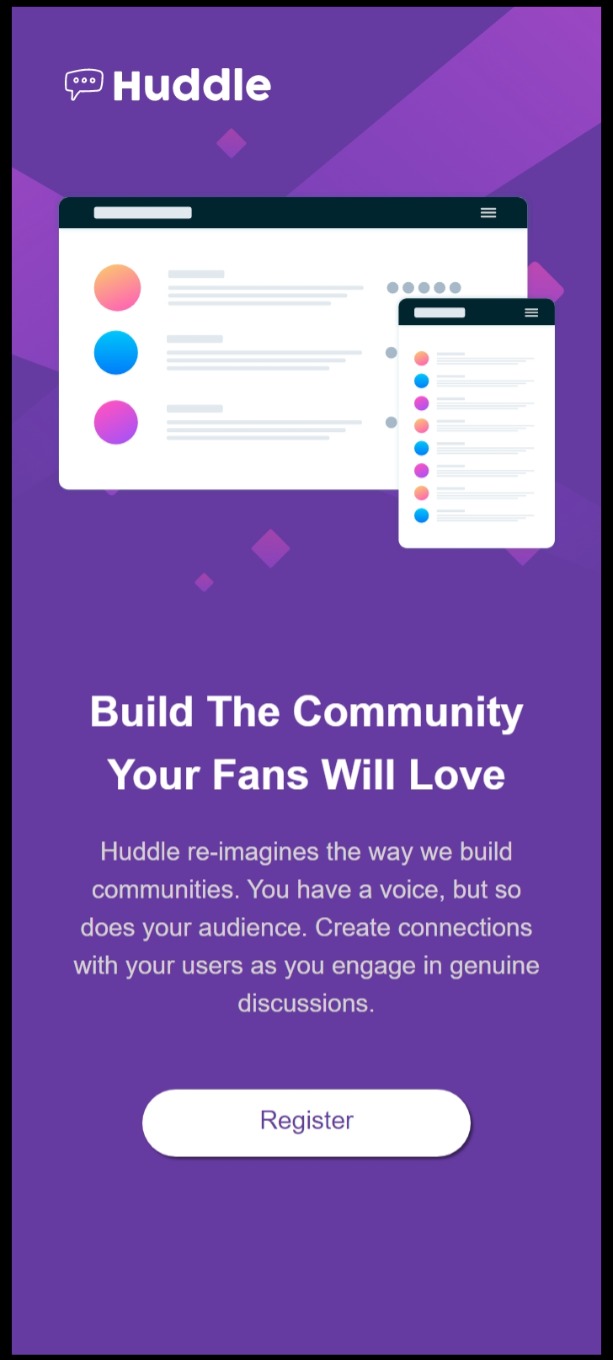 Huddle
Build The Community
Your Fans Will Love
Huddle re-imagines the way we build
communities. You have a voice, but so
does your audience. Create connections
with your users as you engage in genuine
discussions.
Register